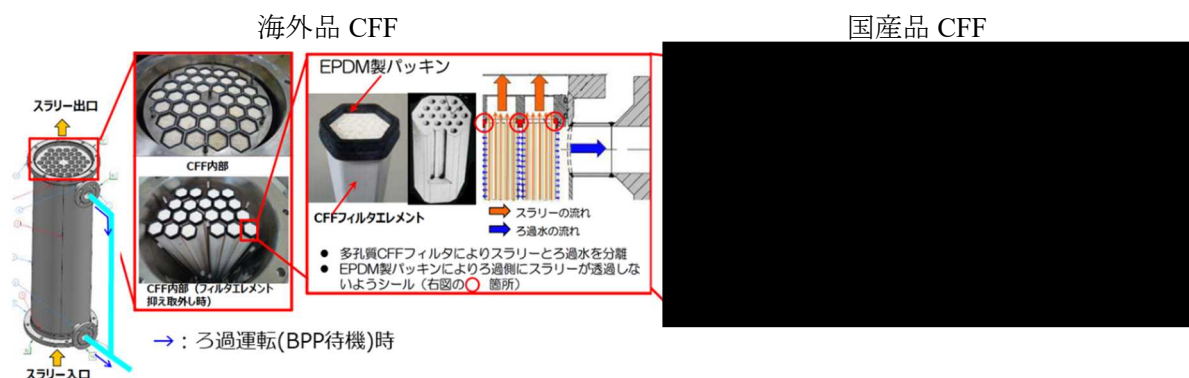 海外品 CFF
国産品 CFF
スラリー出口
スラリー入口
CFF内部
CFF内部（フィルタエレメント
抑え取外し時）
EPDM製パッキン
CFFフィルタエレメント
スラリーの流れ
ろ過水の流れ
● 多孔質CFFフィルタによりスラリーとろ過水を分離
● EPDM製パッキンによりろ過側にスラリーが透過しな
いようシール（右図の○ 箇所）
→：ろ過運転(BPP待機)時